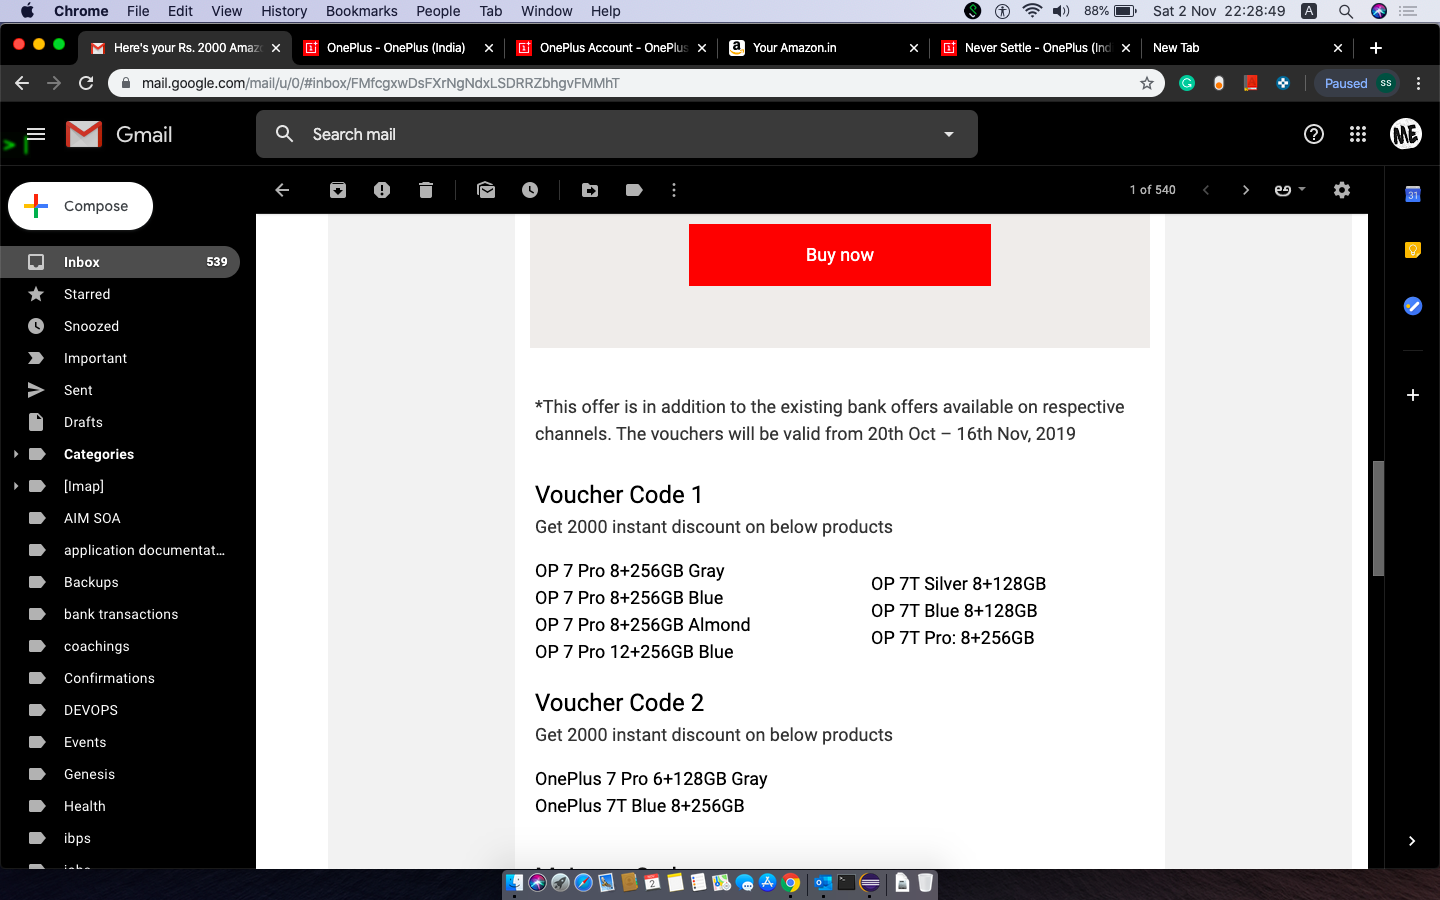 Chrome File Edit View History Bookmarks People Tab Window Help 88% Sat 2 Nov 22:28:49 A
Here's your Rs. 2000 Amaz
OnePlus - OnePlus (India)
OnePlus Account - OnePlus
Your Amazon.in
Never Settle - OnePlus (Ind
New Tab
mail.google.com/mail/u/0/#inbox/FMfcgxwDsFXrNgNdxLSDRRZbhgvFMMhT
Paused SS
Gmail
Search mail
ME
Compose
1 of 540
31
Inbox 539
Starred
Snoozed
Important
Sent
Drafts
Categories
[Imap]
AIM SOA
application documentat...
Backups
bank transactions
coachings
Confirmations
DEVOPS
Events
Genesis
Health
ibps
Buy now
*This offer is in addition to the existing bank offers available on respective
channels. The vouchers will be valid from 20th Oct – 16th Nov, 2019
Voucher Code 1
Get 2000 instant discount on below products
OP 7 Pro 8+256GB Gray
OP 7 Pro 8+256GB Blue
OP 7 Pro 8+256GB Almond
OP 7 Pro 12+256GB Blue
OP 7T Silver 8+128GB
OP 7T Blue 8+128GB
OP 7T Pro: 8+256GB
Voucher Code 2
Get 2000 instant discount on below products
OnePlus 7 Pro 6+128GB Gray
OnePlus 7T Blue 8+256GB